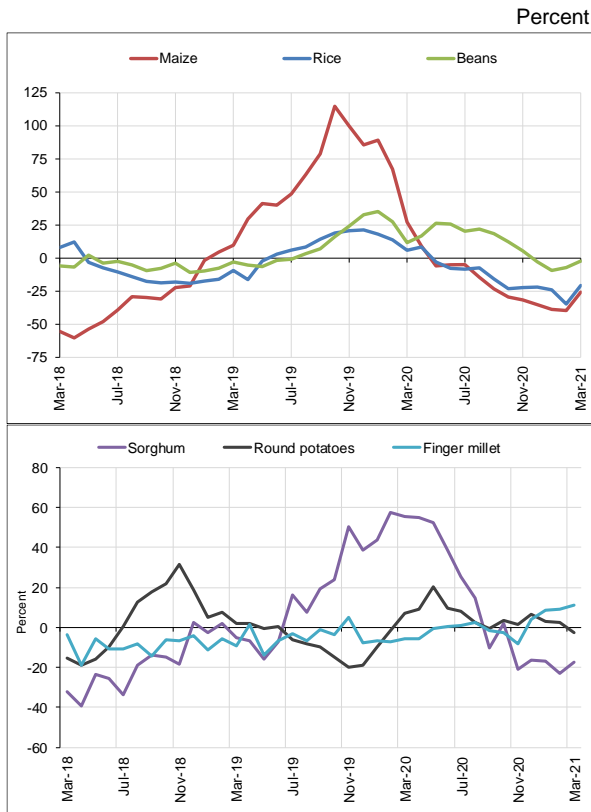 Percent
Maize Rice Beans
125
100
75
50
25
0
-25
-50
-75
Mar-18 Jul-18 Nov-18 Mar-19 Jul-19 Nov-19 Mar-20 Jul-20 Nov-20 Mar-21
Sorghum Round potatoes Finger millet
80
60
40
20
0
-20
-40
-60
Percent
Mar-18 Jul-18 Nov-18 Mar-19 Jul-19 Nov-19 Mar-20 Jul-20 Nov-20 Mar-21